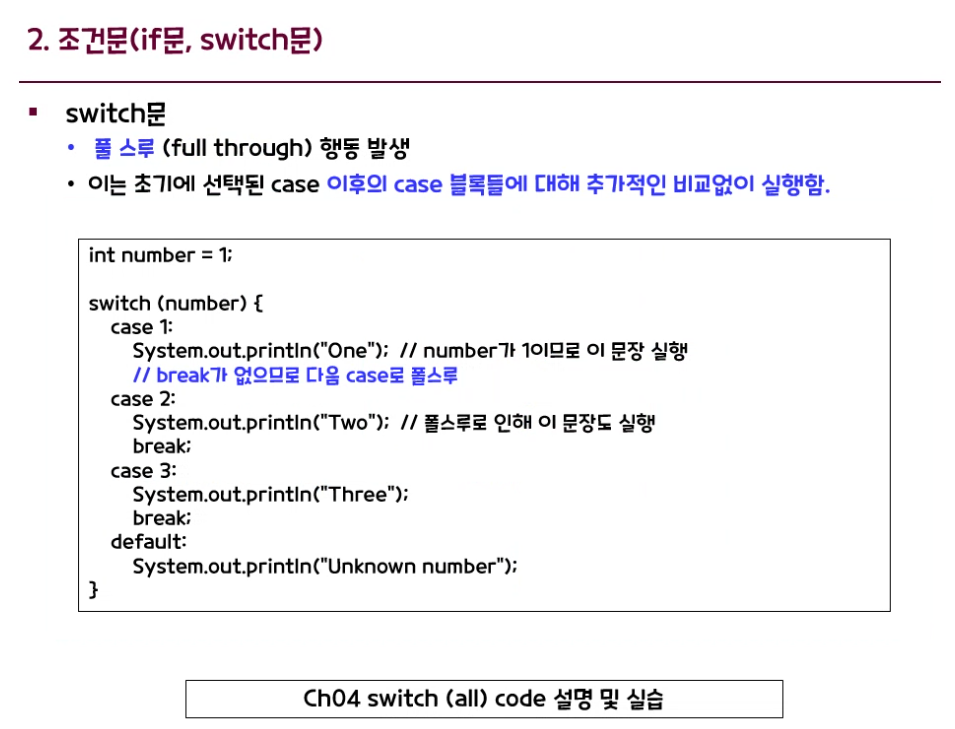 2. 조건문(if문, switch문)
switch문
풀 스루 (full through) 행동 발생
이는 초기에 선택된 case 이후의 case 블록들에 대해 추가적인 비교없이 실행함.
int number = 1;
switch (number) {
case 1:
System.out.println("One"); // number가 1이므로 이 문장 실행
// break가 없으므로 다음 case로 폴스루
case 2:
System.out.println("Two"); // 폴스루로 인해 이 문장도 실행
break;
case 3:
System.out.println("Three");
break;
default:
System.out.println("Unknown number");
}
Ch04 switch (all) code 설명 및 실습